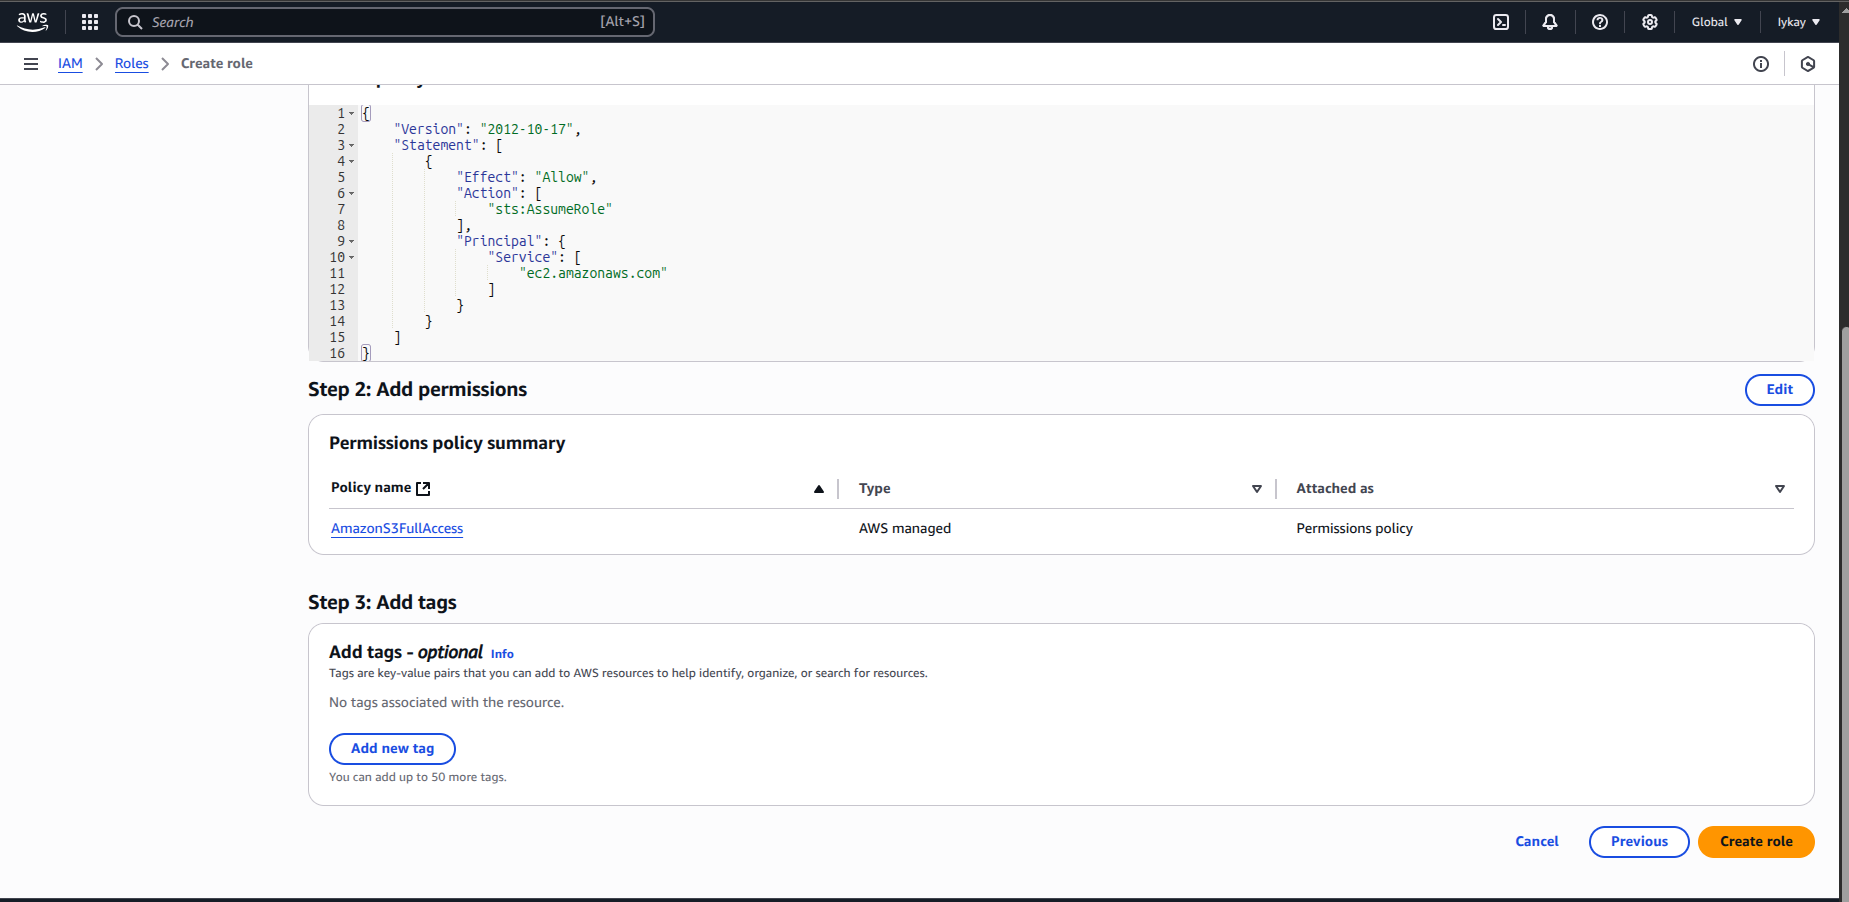 aws
Search
[Alt+S]
Global
Iykay
IAM
Roles
Create role
1
{
2
"Version": "2012-10-17",
3
"Statement": [
4
{
5
"Effect": "Allow",
6
"Action": [
7
"sts:AssumeRole"
8
],
9
"Principal": {
10
"Service": [
11
"ec2.amazonaws.com"
12
]
13
}
14
}
15
]
16
}
Step 2: Add permissions
Edit
Permissions policy summary
Policy name
Type
Attached as
AmazonS3FullAccess
AWS managed
Permissions policy
Step 3: Add tags
Add tags - optional Info
Tags are key-value pairs that you can add to AWS resources to help identify, organize, or search for resources.
No tags associated with the resource.
Add new tag
You can add up to 50 more tags.
Cancel
Previous
Create role